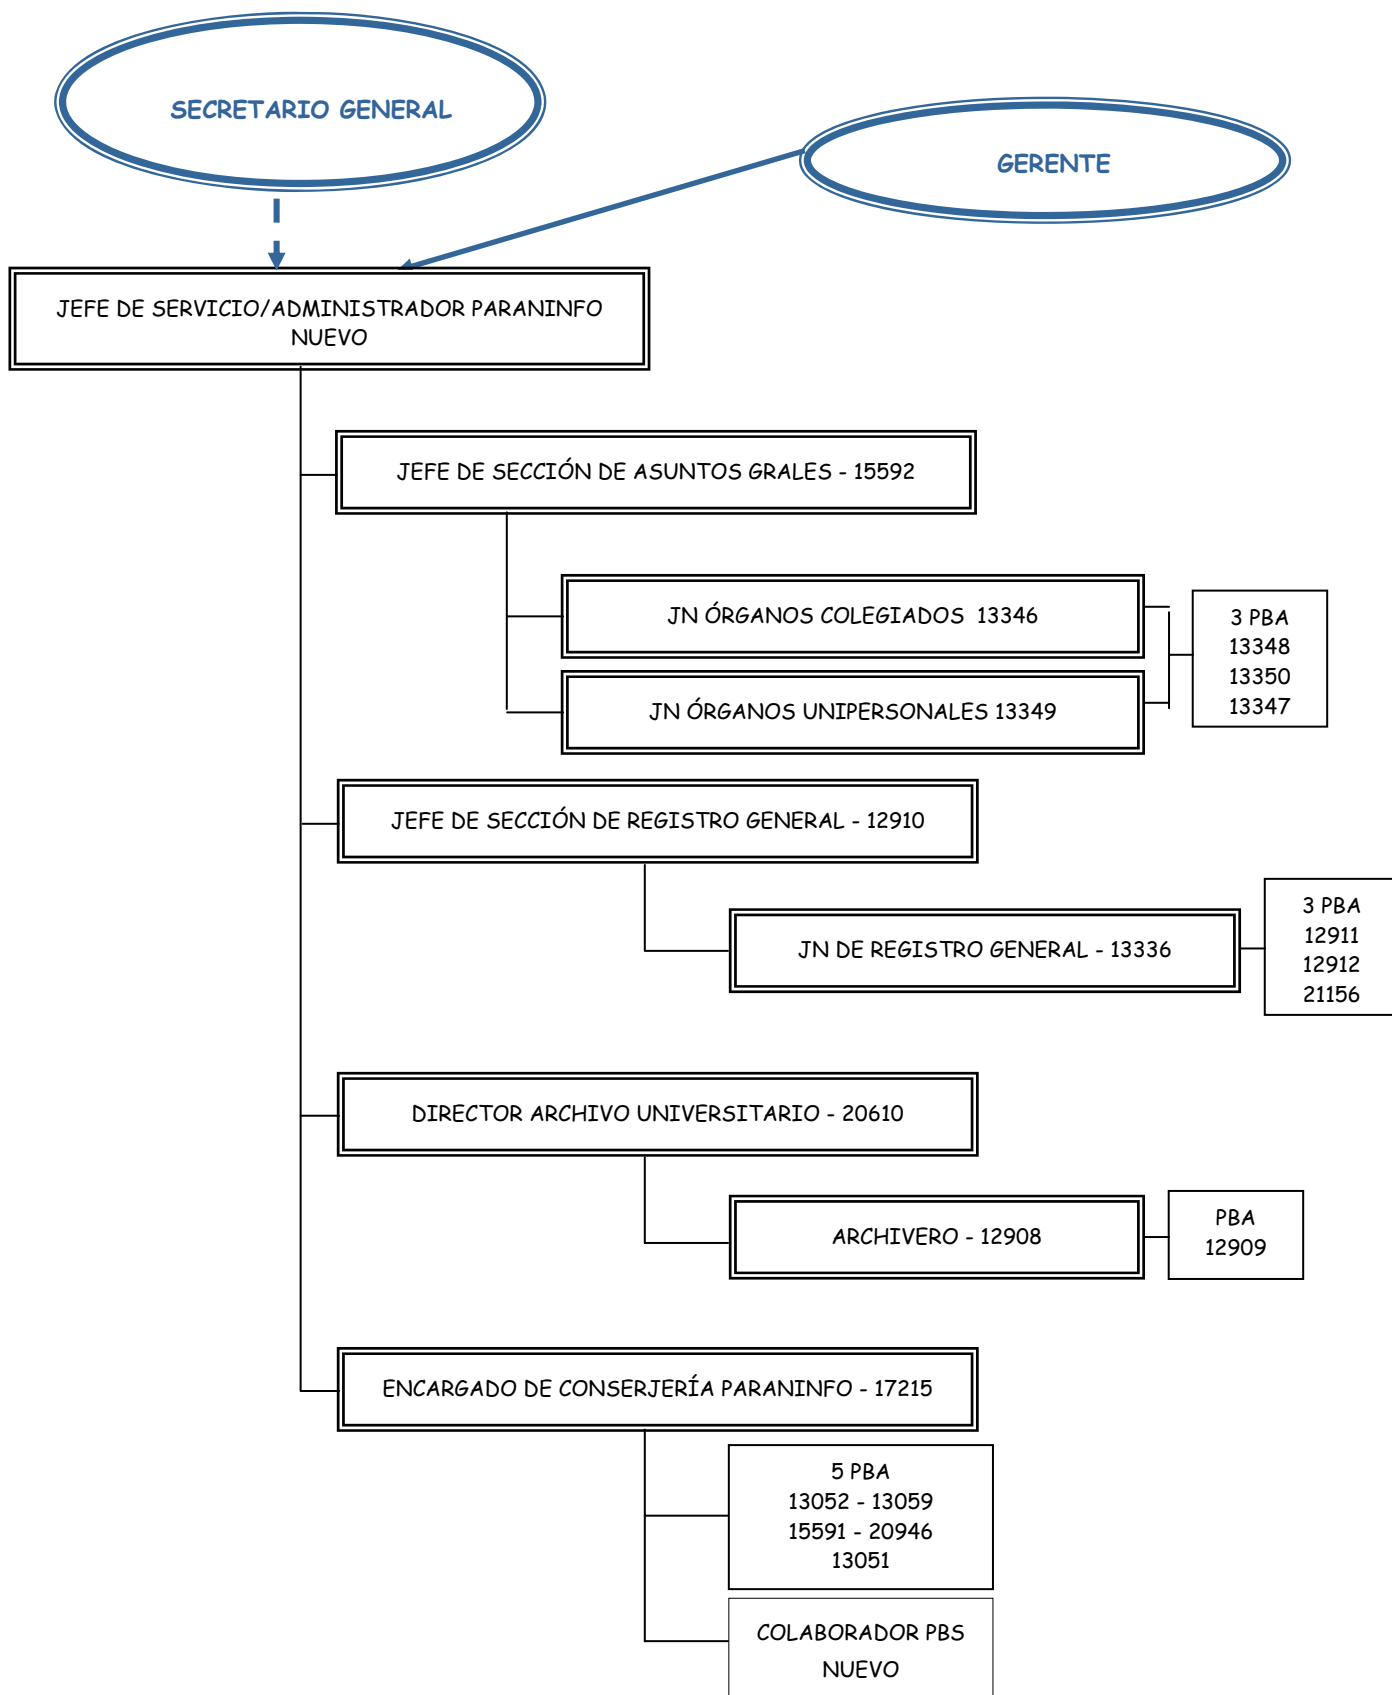 SECRETARIO GENERAL
GERENTE
JEFE DE SERVICIO/ADMINISTRADOR PARANINFO
NUEVO
JEFE DE SECCIÓN DE ASUNTOS GRALES - 15592
JN ÓRGANOS COLEGIADOS 13346
3 PBA
13348
13350
13347
JN ÓRGANOS UNIPERSONALES 13349
JEFE DE SECCIÓN DE REGISTRO GENERAL - 12910
JN DE REGISTRO GENERAL - 13336
3 PBA
12911
12912
21156
DIRECTOR ARCHIVO UNIVERSITARIO - 20610
ARCHIVERO - 12908
PBA
12909
ENCARGADO DE CONSERJERÍA PARANINFO - 17215
5 PBA
13052 - 13059
15591 - 20946
13051
COLABORADOR PBS
NUEVO